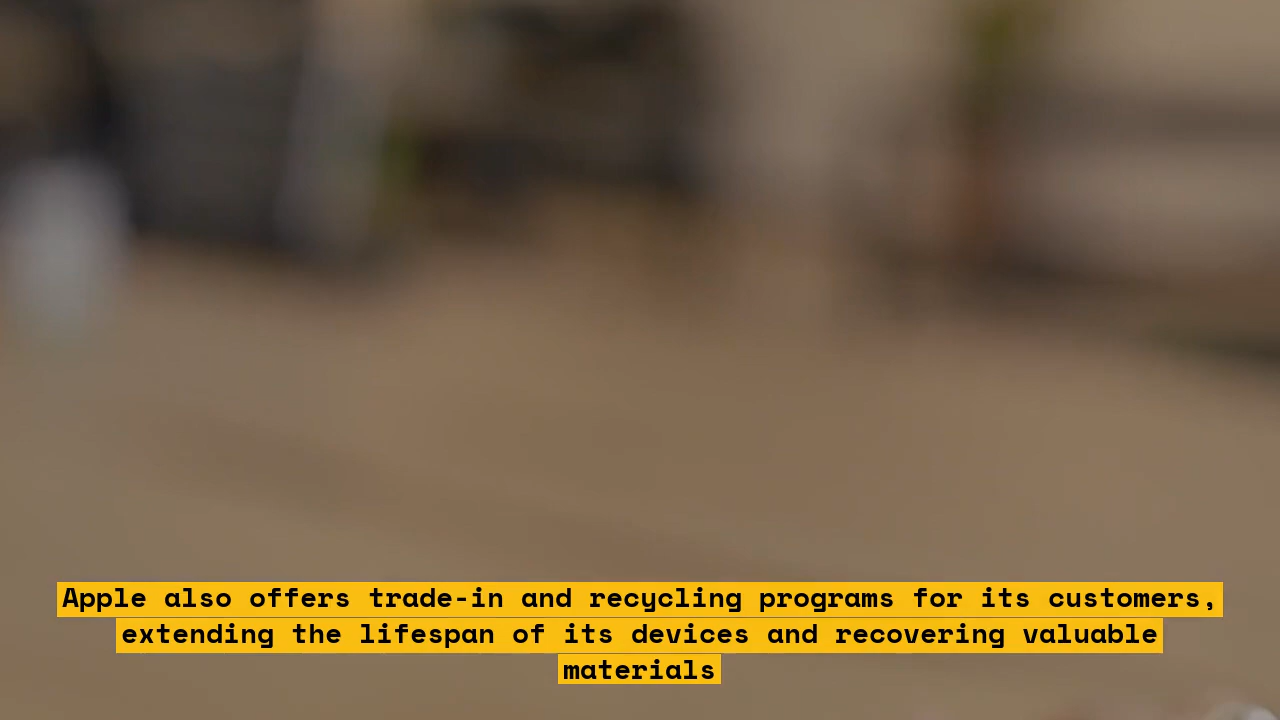 Apple also offers trade-in and recycling programs for its customers,
extending the lifespan of its devices and recovering valuable
materials